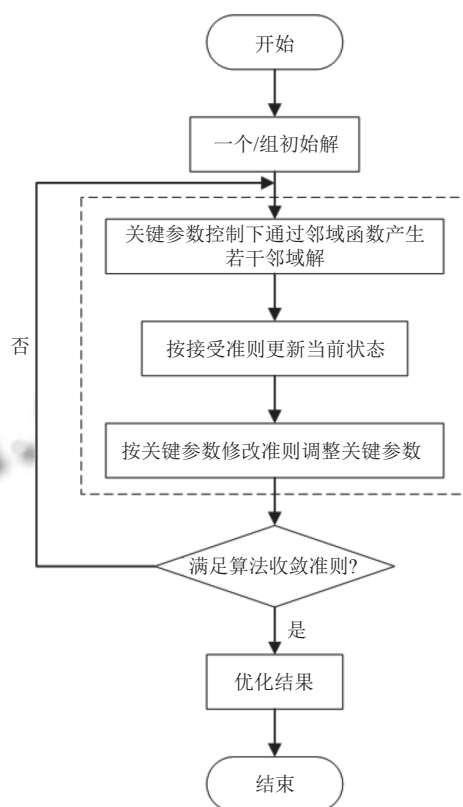 开始
一个/组初始解
关键参数控制下通过邻域函数产生
若干邻域解
按接受准则更新当前状态
否
按关键参数修改准则调整关键参数
满足算法收敛准则?
是
优化结果
结束